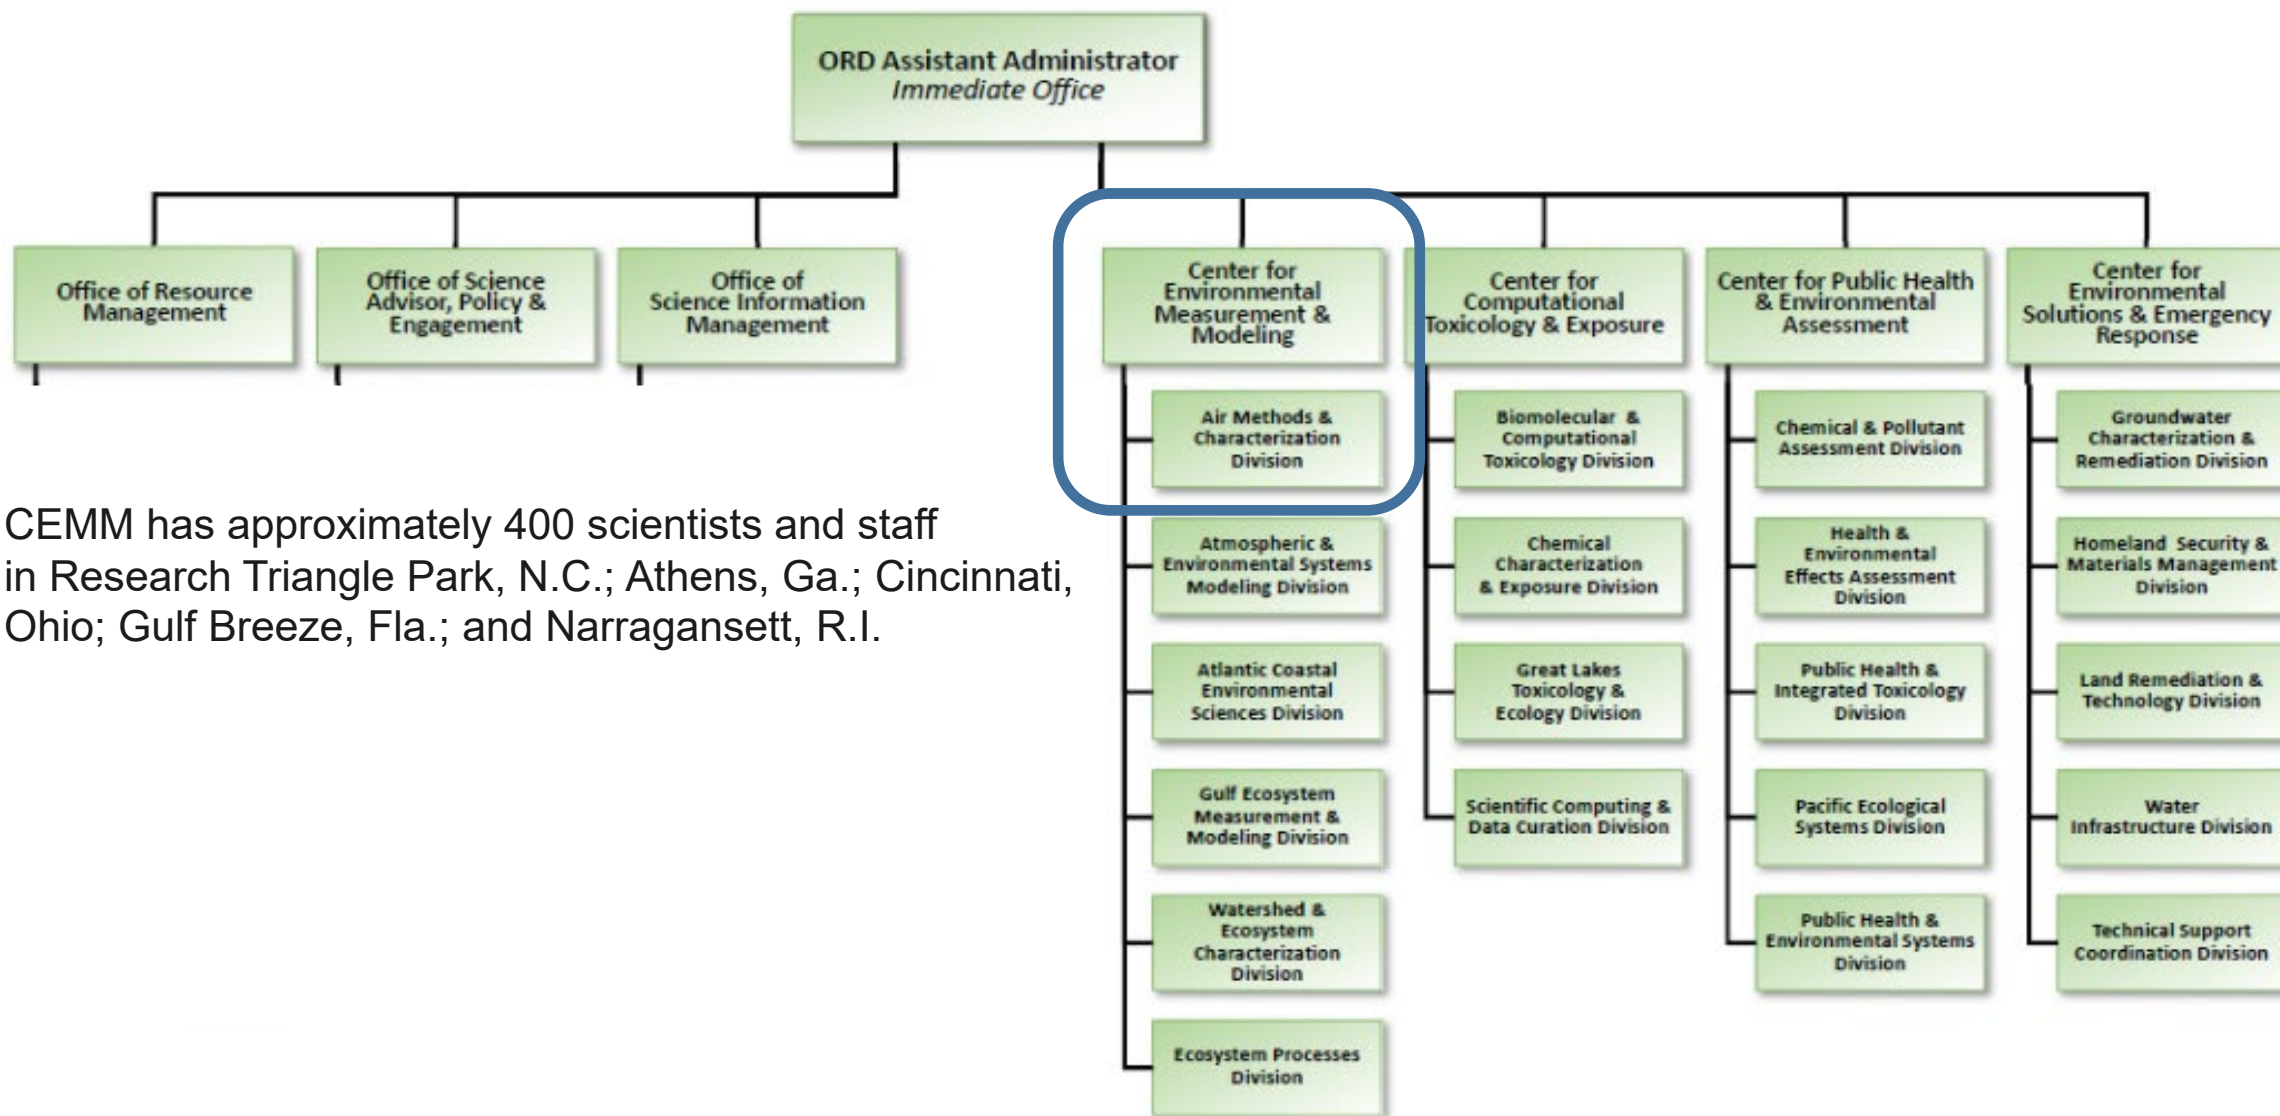 ORD Assistant Administrator
Immediate Office
Office of Resource
Management
Office of Science
Advisor, Policy &
Engagement
Office of
Science Information
Management
Center for
Environmental
Measurement &
Modeling
Center for
Computational
Toxicology & Exposure
Center for Public Health
& Environmental
Assessment
Center for
Environmental
Solutions & Emergency
Response
Air Methods &
Characterization
Division
Atmospheric &
Environmental Systems
Modeling Division
Atlantic Coastal
Environmental
Sciences Division
Gulf Ecosystem
Measurement &
Modeling Division
Watershed &
Ecosystem
Characterization
Division
Ecosystem Processes
Division
Biomolecular &
Computational
Toxicology Division
Chemical
Characterization
& Exposure Division
Great Lakes
Toxicology &
Ecology Division
Scientific Computing &
Data Curation Division
Chemical & Pollutant
Assessment Division
Health &
Environmental
Effects Assessment
Division
Public Health &
Integrated Toxicology
Division
Pacific Ecological
Systems Division
Public Health &
Environmental Systems
Division
Groundwater
Characterization &
Remediation Division
Homeland Security &
Materials Management
Division
Land Remediation &
Technology Division
Water
Infrastructure Division
Technical Support
Coordination Division
CEMM has approximately 400 scientists and staff
in Research Triangle Park, N.C.; Athens, Ga.; Cincinnati,
Ohio; Gulf Breeze, Fla.; and Narragansett, R.I.